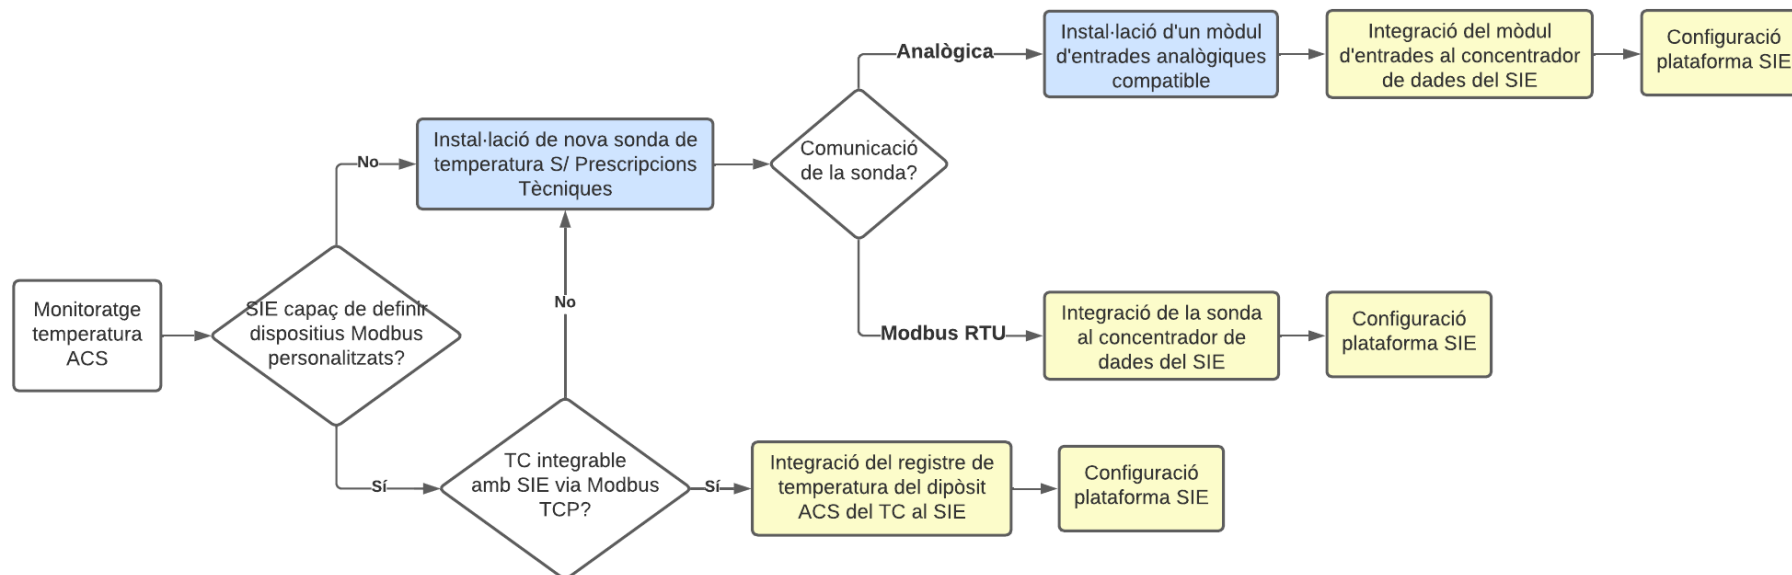 Monitoratge
temperatura
ACS
SIE capaç de definir
dispositius Modbus
personalitzats?
No
Sí
Instal·lació de nova sonda de
temperatura S/ Prescripcions
Tècniques
No
TC integrable
amb SIE via Modbus
TCP?
Sí
Integració del registre de
temperatura del dipòsit
ACS del TC al SIE
Configuració
plataforma SIE
Comunicació
de la sonda?
Analògica
Instal·lació d'un mòdul
d'entrades analògiques
compatible
Integració del mòdul
d'entrades al concentrador
de dades del SIE
Configuració
plataforma SIE
Modbus RTU
Integració de la sonda
al concentrador de
dades del SIE
Configuració
plataforma SIE